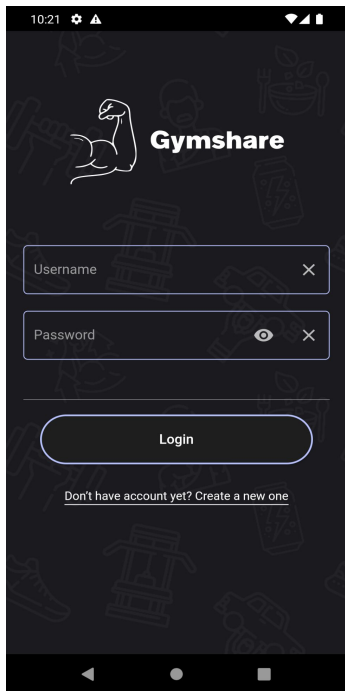 10:21
Gymshare
Username
Password
Login
Don't have account yet? Create a new one